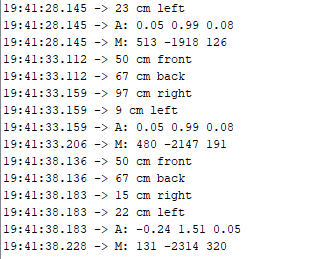 19:41:28.145 -> 23 cm left
19:41:28.145 -> A: 0.05 0.99 0.08
19:41:28.145 -> M: 513 -1918 126
19:41:33.112 -> 50 cm front
19:41:33.112 -> 67 cm back
19:41:33.159 -> 97 cm right
19:41:33.159 -> 9 cm left
19:41:33.159 -> A: 0.05 0.99 0.08
19:41:33.206 -> M: 480 -2147 191
19:41:38.136 -> 50 cm front
19:41:38.136 -> 67 cm back
19:41:38.183 -> 15 cm right
19:41:38.183 -> 22 cm left
19:41:38.183 -> A: -0.24 1.51 0.05
19:41:38.228 -> M: 131 -2314 320